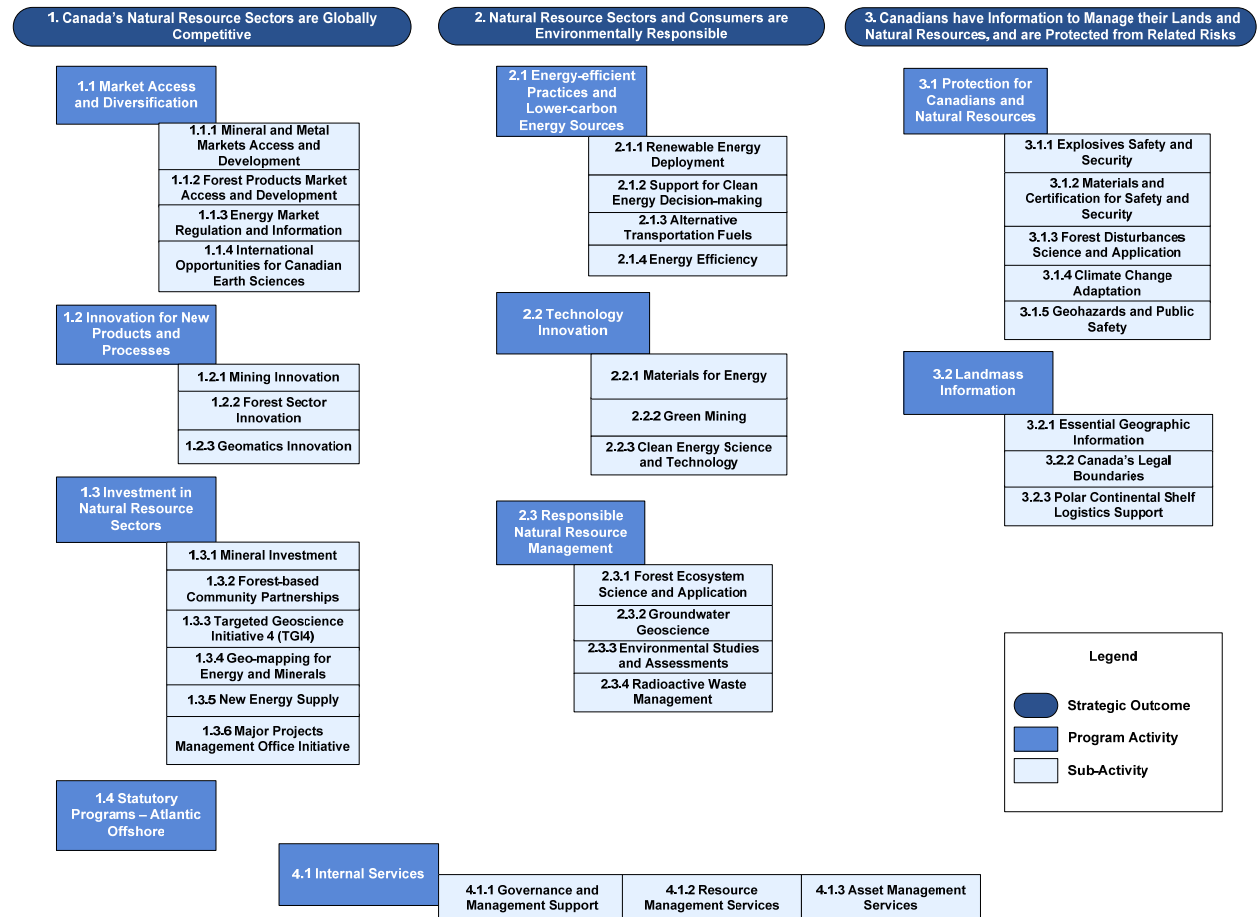 1. Canada's Natural Resource Sectors are Globally
Competitive
1.1 Market Access
and Diversification
1.1.1 Mineral and Metal
Markets Access and
Development
1.1.2 Forest Products Market
Access and Development
1.1.3 Energy Market
Regulation and Information
1.1.4 International
Opportunities for Canadian
Earth Sciences
1.2 Innovation for New
Products and
Processes
1.2.1 Mining Innovation
1.2.2 Forest Sector
Innovation
1.2.3 Geomatics Innovation
1.3 Investment in
Natural Resource
Sectors
1.3.1 Mineral Investment
1.3.2 Forest-based
Community Partnerships
1.3.3 Targeted Geoscience
Initiative 4 (TGI4)
1.3.4 Geo-mapping for
Energy and Minerals
1.3.5 New Energy Supply
1.3.6 Major Projects
Management Office Initiative
1.4 Statutory
Programs – Atlantic
Offshore
2. Natural Resource Sectors and Consumers are
Environmentally Responsible
2.1 Energy-efficient
Practices and
Lower-carbon
Energy Sources
2.1.1 Renewable Energy
Deployment
2.1.2 Support for Clean
Energy Decision-making
2.1.3 Alternative
Transportation Fuels
2.1.4 Energy Efficiency
2.2 Technology
Innovation
2.2.1 Materials for Energy
2.2.2 Green Mining
2.2.3 Clean Energy Science
and Technology
2.3 Responsible
Natural Resource
Management
2.3.1 Forest Ecosystem
Science and Application
2.3.2 Groundwater
Geoscience
2.3.3 Environmental Studies
and Assessments
2.3.4 Radioactive Waste
Management
3. Canadians have Information to Manage their Lands and
Natural Resources, and are Protected from Related Risks
3.1 Protection for
Canadians and
Natural Resources
3.1.1 Explosives Safety and
Security
3.1.2 Materials and
Certification for Safety and
Security
3.1.3 Forest Disturbances
Science and Application
3.1.4 Climate Change
Adaptation
3.1.5 Geohazards and Public
Safety
3.2 Landmass
Information
3.2.1 Essential Geographic
Information
3.2.2 Canada's Legal
Boundaries
3.2.3 Polar Continental Shelf
Logistics Support
Legend
Strategic Outcome
Program Activity
Sub-Activity
4.1 Internal Services
4.1.1 Governance and
Management Support
4.1.2 Resource
Management Services
4.1.3 Asset Management
Services